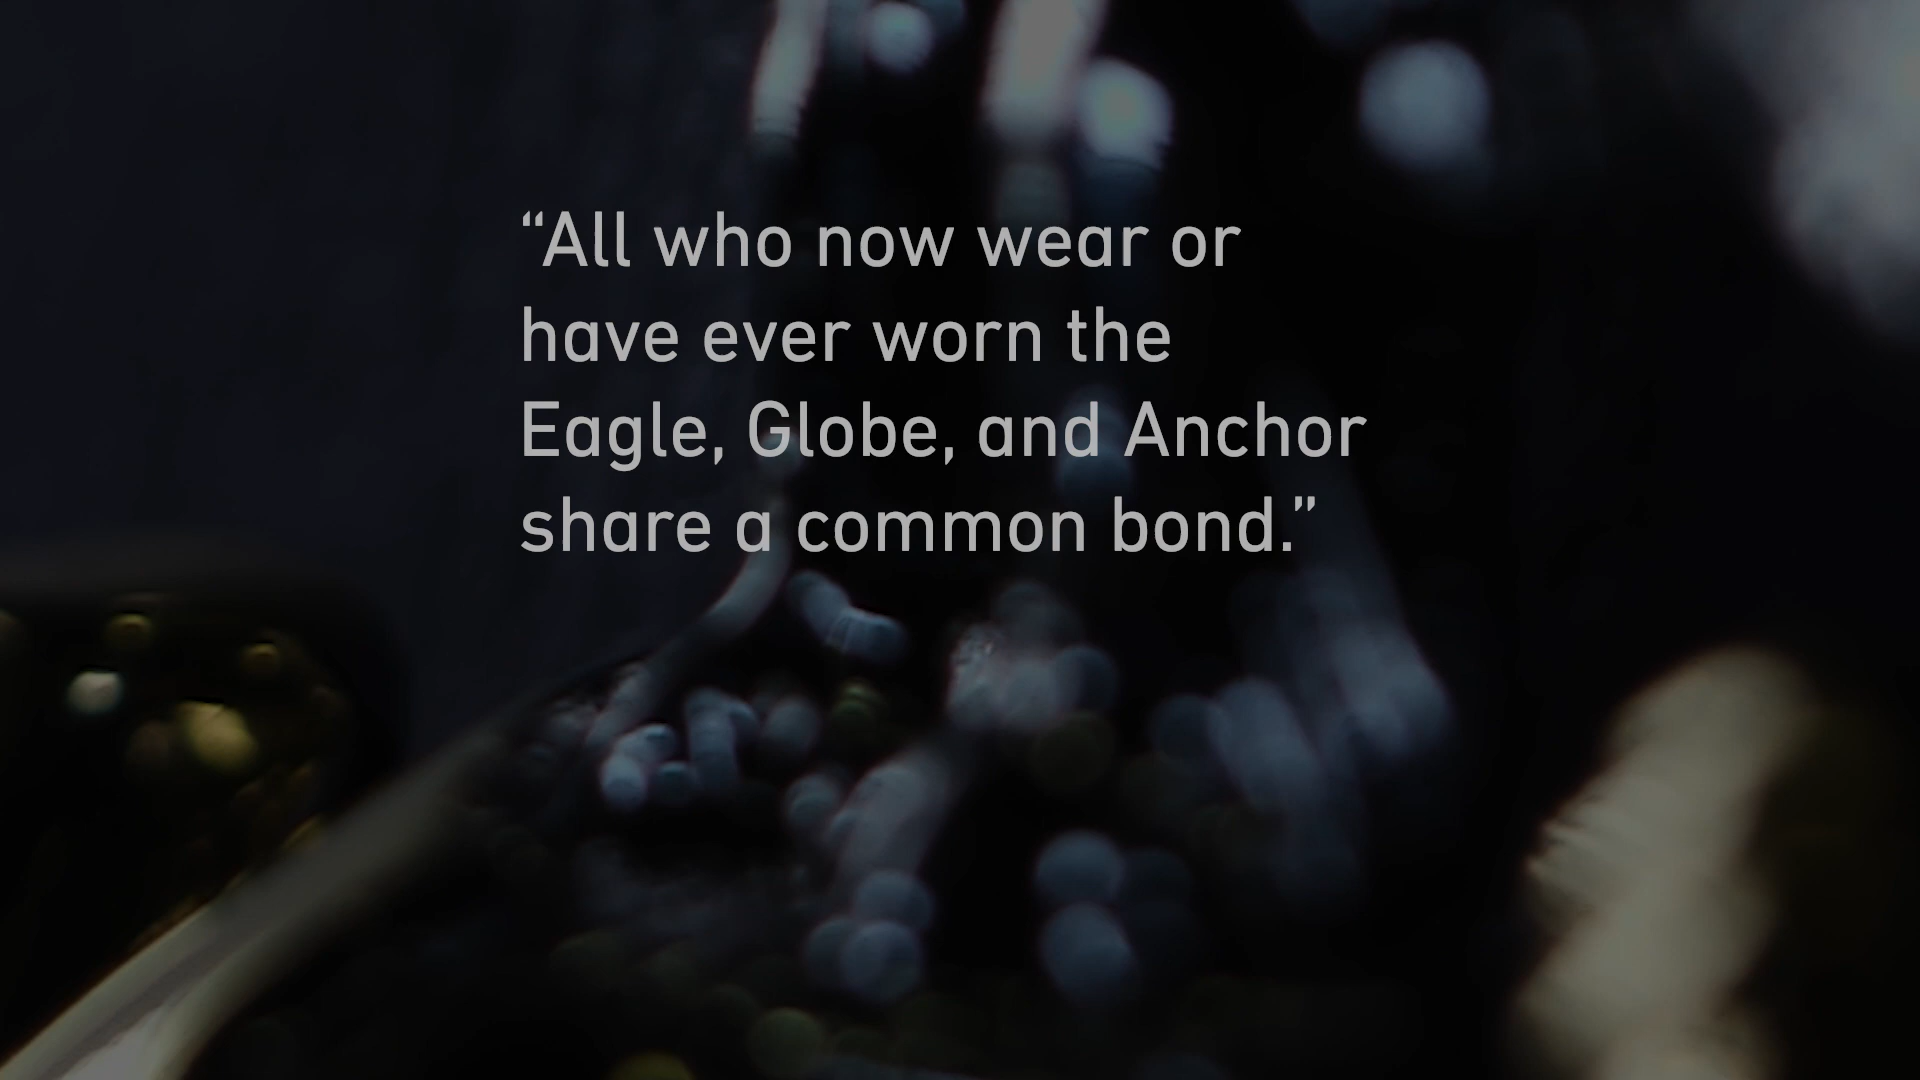 “All who now wear or
have ever worn the
Eagle, Globe, and Anchor
share a common bond.”